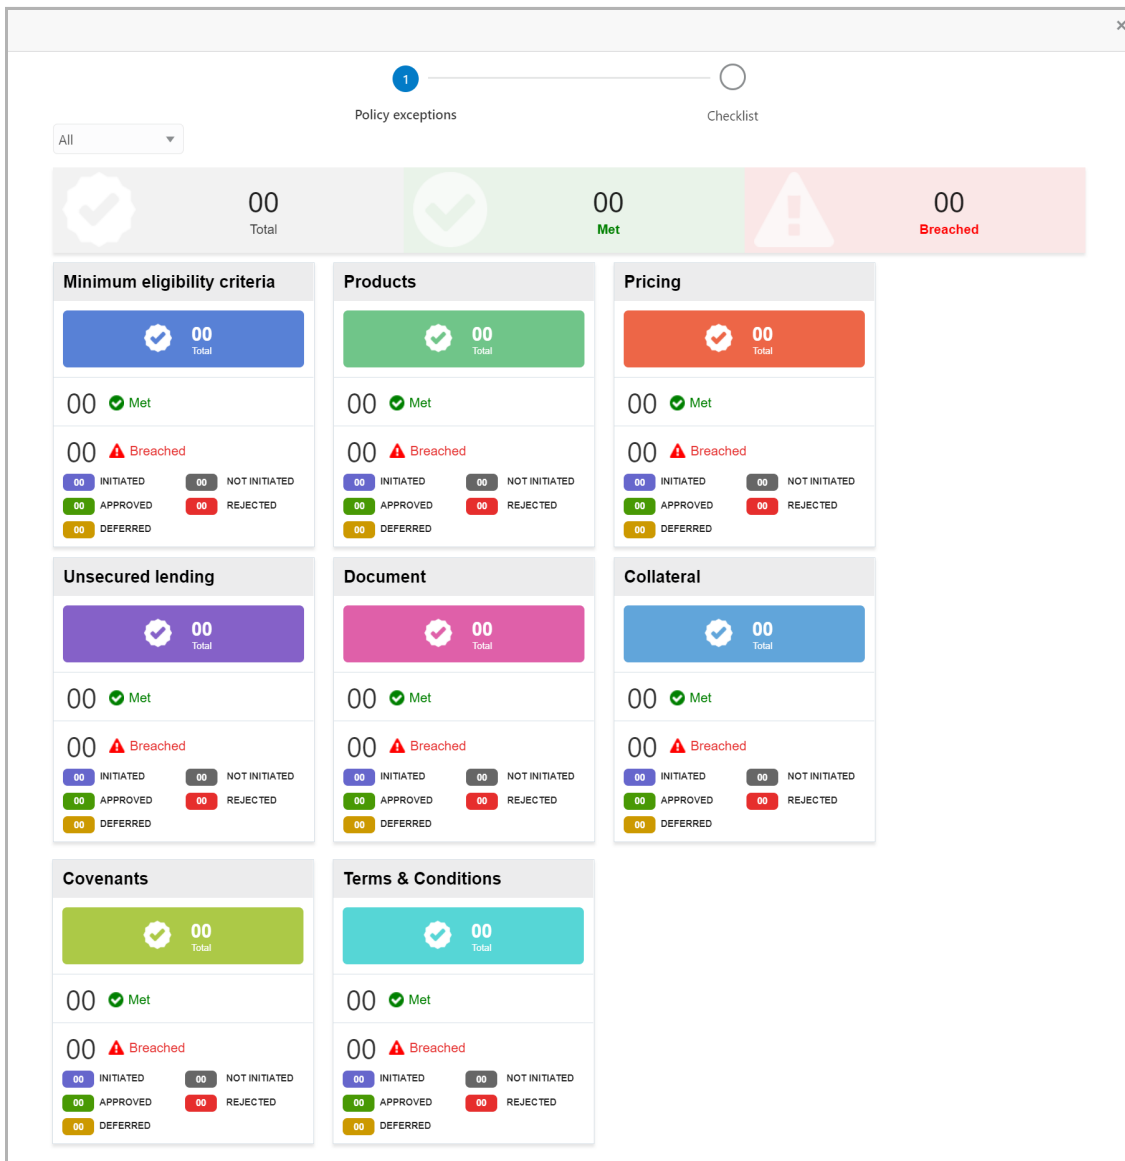 ×
1
Policy exceptions
Checklist
All
00
Total
00
Met
00
Breached
Minimum eligibility criteria
00
Total
00 Met
00 Breached
00 INITIATED 00 NOT INITIATED
00 APPROVED 00 REJECTED
00 DEFERRED
Products
00
Total
00 Met
00 Breached
00 INITIATED 00 NOT INITIATED
00 APPROVED 00 REJECTED
00 DEFERRED
Pricing
00
Total
00 Met
00 Breached
00 INITIATED 00 NOT INITIATED
00 APPROVED 00 REJECTED
00 DEFERRED
Unsecured lending
00
Total
00 Met
00 Breached
00 INITIATED 00 NOT INITIATED
00 APPROVED 00 REJECTED
00 DEFERRED
Document
00
Total
00 Met
00 Breached
00 INITIATED 00 NOT INITIATED
00 APPROVED 00 REJECTED
00 DEFERRED
Collateral
00
Total
00 Met
00 Breached
00 INITIATED 00 NOT INITIATED
00 APPROVED 00 REJECTED
00 DEFERRED
Covenants
00
Total
00 Met
00 Breached
00 INITIATED 00 NOT INITIATED
00 APPROVED 00 REJECTED
00 DEFERRED
Terms & Conditions
00
Total
00 Met
00 Breached
00 INITIATED 00 NOT INITIATED
00 APPROVED 00 REJECTED
00 DEFERRED